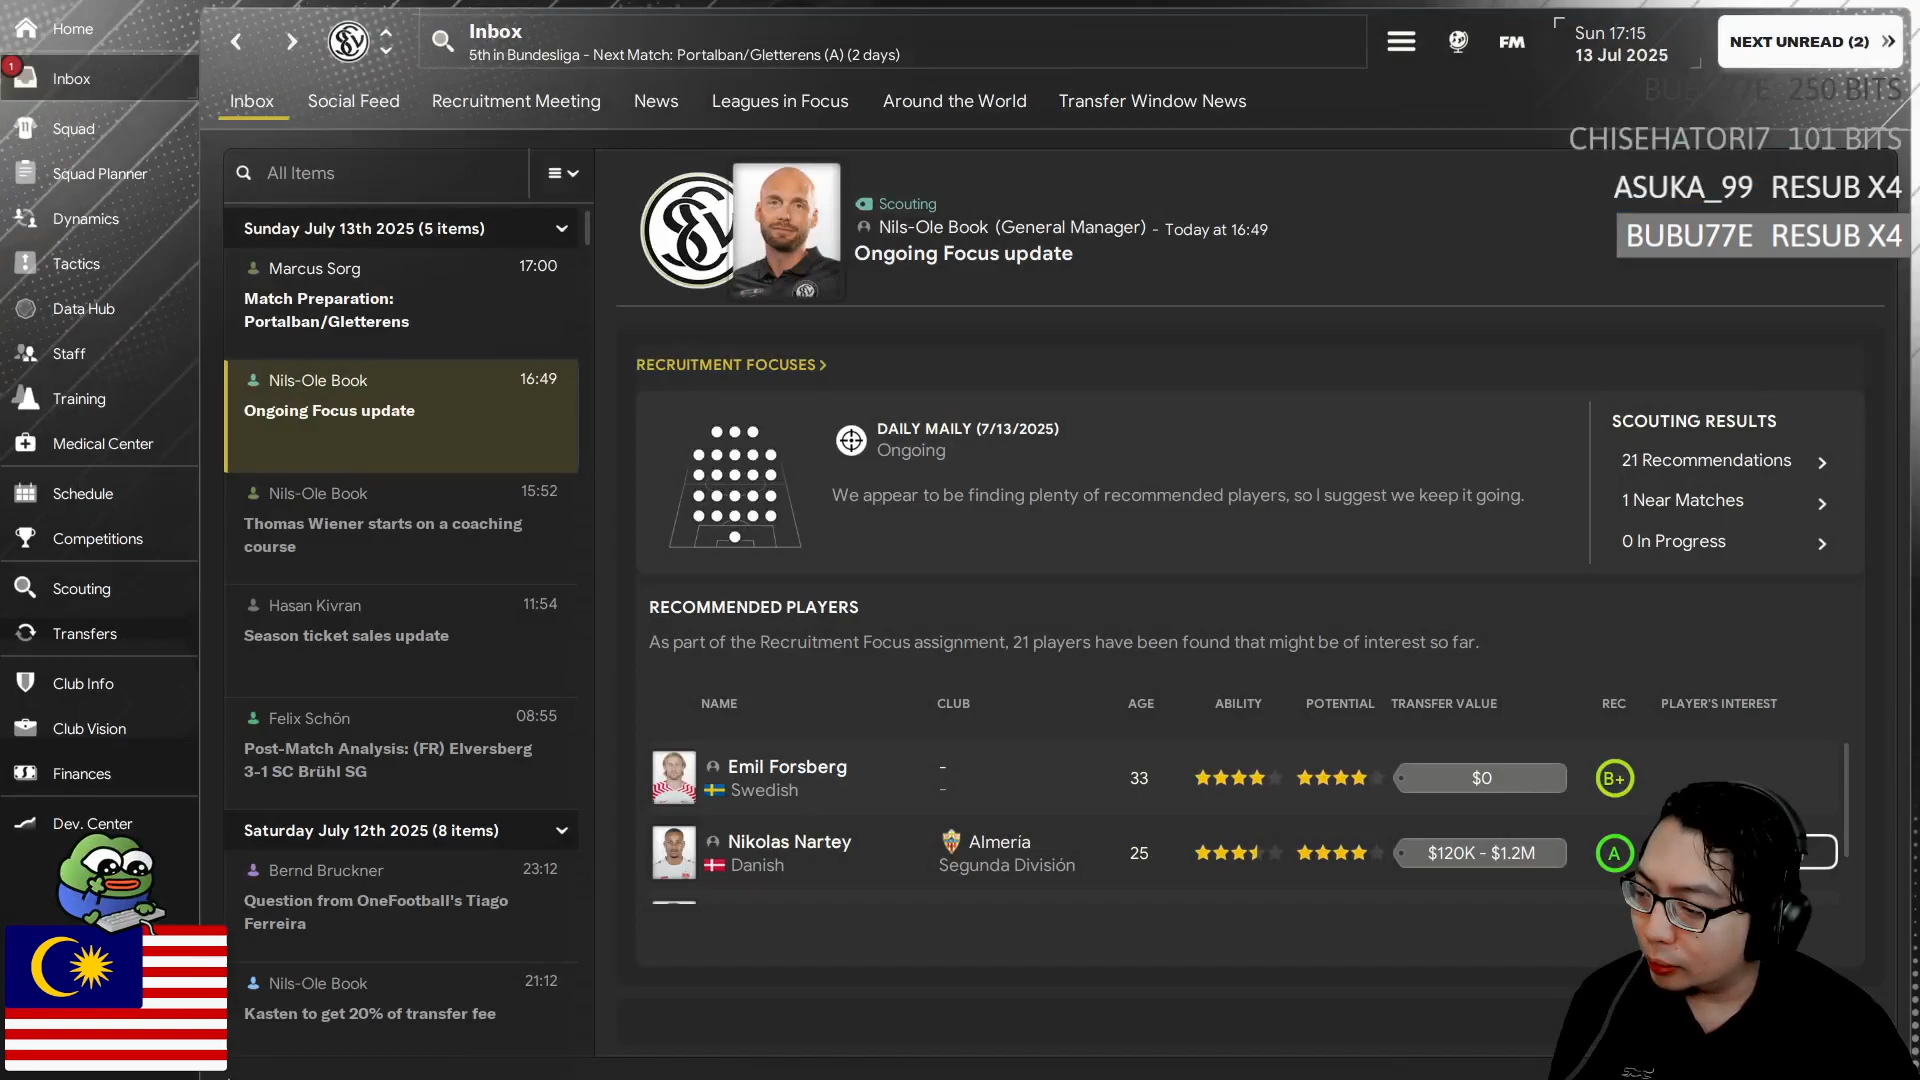 Home
1
Inbox
Squad
Squad Planner
Dynamics
Tactics
Data Hub
Staff
Training
Medical Center
Schedule
Competitions
Scouting
Transfers
Club Info
Club Vision
Finances
Dev. Center
Inbox
5th in Bundesliga - Next Match: Portalban/Gletterens (A) (2 days)
FM
Sun 17:15
13 Jul 2025
NEXT UNREAD (2)
Inbox
Social Feed
Recruitment Meeting
News
Leagues in Focus
Around the World
Transfer Window News
BUBU77E 250 BITS
CHISEHATORI7 101 BITS
ASUKA_99 RESUB X4
BUBU77E RESUB X4
All Items
Sunday July 13th 2025 (5 items)
Marcus Sorg 17:00
Match Preparation:
Portalban/Gletterens
Nils-Ole Book 16:49
Ongoing Focus update
Nils-Ole Book 15:52
Thomas Wiener starts on a coaching
course
Hasan Kivran 11:54
Season ticket sales update
Felix Schön 08:55
Post-Match Analysis: (FR) Elversberg
3-1 SC Brühl SG
Saturday July 12th 2025 (8 items)
Bernd Bruckner 23:12
Question from OneFootball's Tiago
Ferreira
Nils-Ole Book 21:12
Kasten to get 20% of transfer fee
Scouting
Nils-Ole Book (General Manager) - Today at 16:49
Ongoing Focus update
RECRUITMENT FOCUSES >
DAILY MAILY (7/13/2025)
Ongoing
We appear to be finding plenty of recommended players, so I suggest we keep it going.
SCOUTING RESULTS
21 Recommendations
1 Near Matches
0 In Progress
RECOMMENDED PLAYERS
As part of the Recruitment Focus assignment, 21 players have been found that might be of interest so far.
NAME CLUB AGE ABILITY POTENTIAL TRANSFER VALUE REC PLAYER'S INTEREST
Emil Forsberg - 33 $0 B+
Swedish -
Nikolas Nartey Almería 25 $120K - $1.2M A
Danish Segunda División